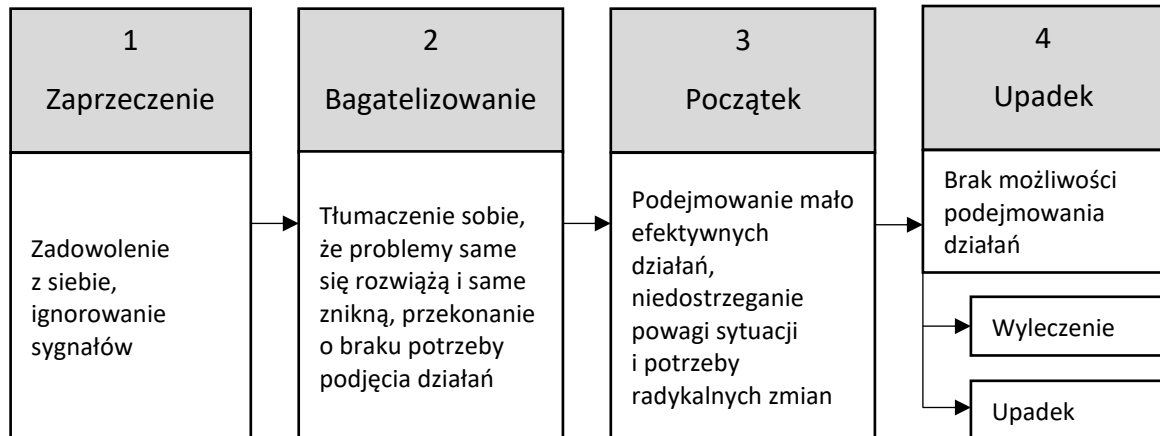 1
Zaprzeczenie
Zadowolenie
z siebie,
ignorowanie
sygnałów
2
Bagatelizowanie
Tłumaczenie sobie,
że problemy same
się rozwiążą i same
znikną, przekonanie
o braku potrzeby
podjęcia działań
3
Początek
Podejmowanie mało
efektywnych
działań,
niedostrzeganie
powagi sytuacji
i potrzeby
radykalnych zmian
4
Upadek
Brak możliwości
podejmowania
działań
Wyleczenie
Upadek